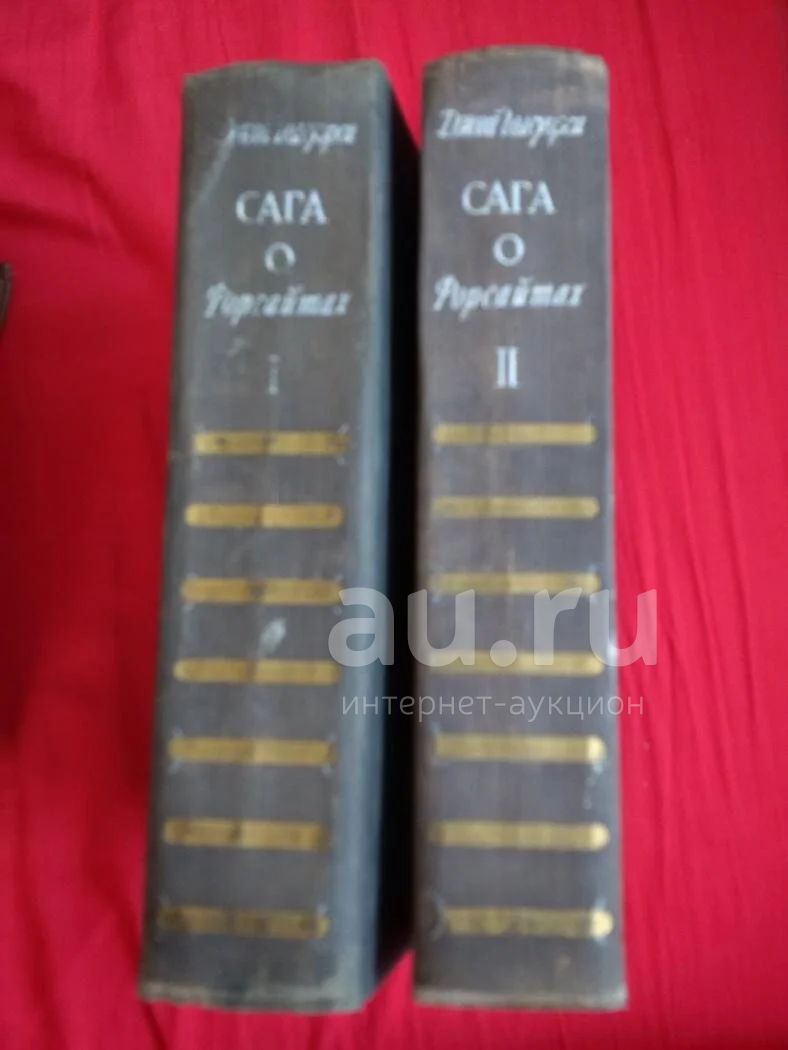 САГА
О
Форсайтах
I
САГА
О
Форсайтах
II
au.ru
интернет-аукцион